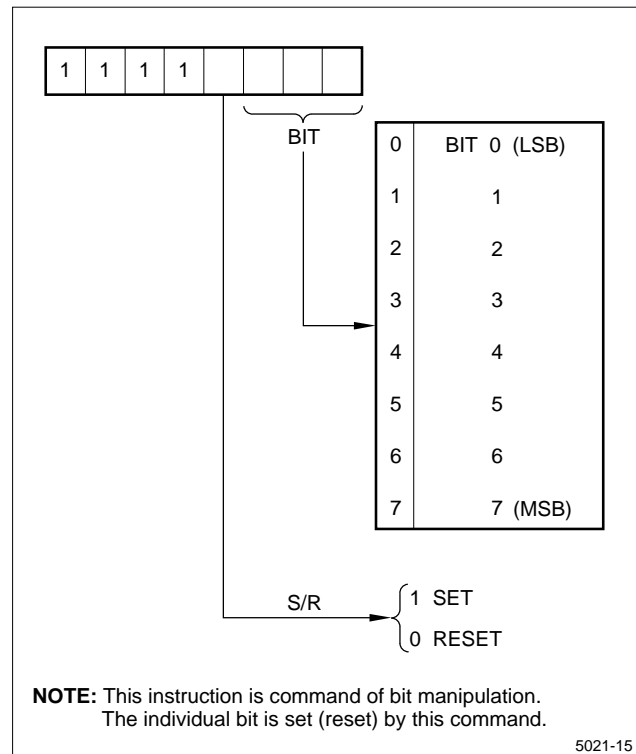 1 1 1 1
BIT
0 BIT 0 (LSB)
1 1
2 2
3 3
4 4
5 5
6 6
7 7 (MSB)
S/R
1 SET
0 RESET
NOTE: This instruction is command of bit manipulation.
The individual bit is set (reset) by this command.
5021-15